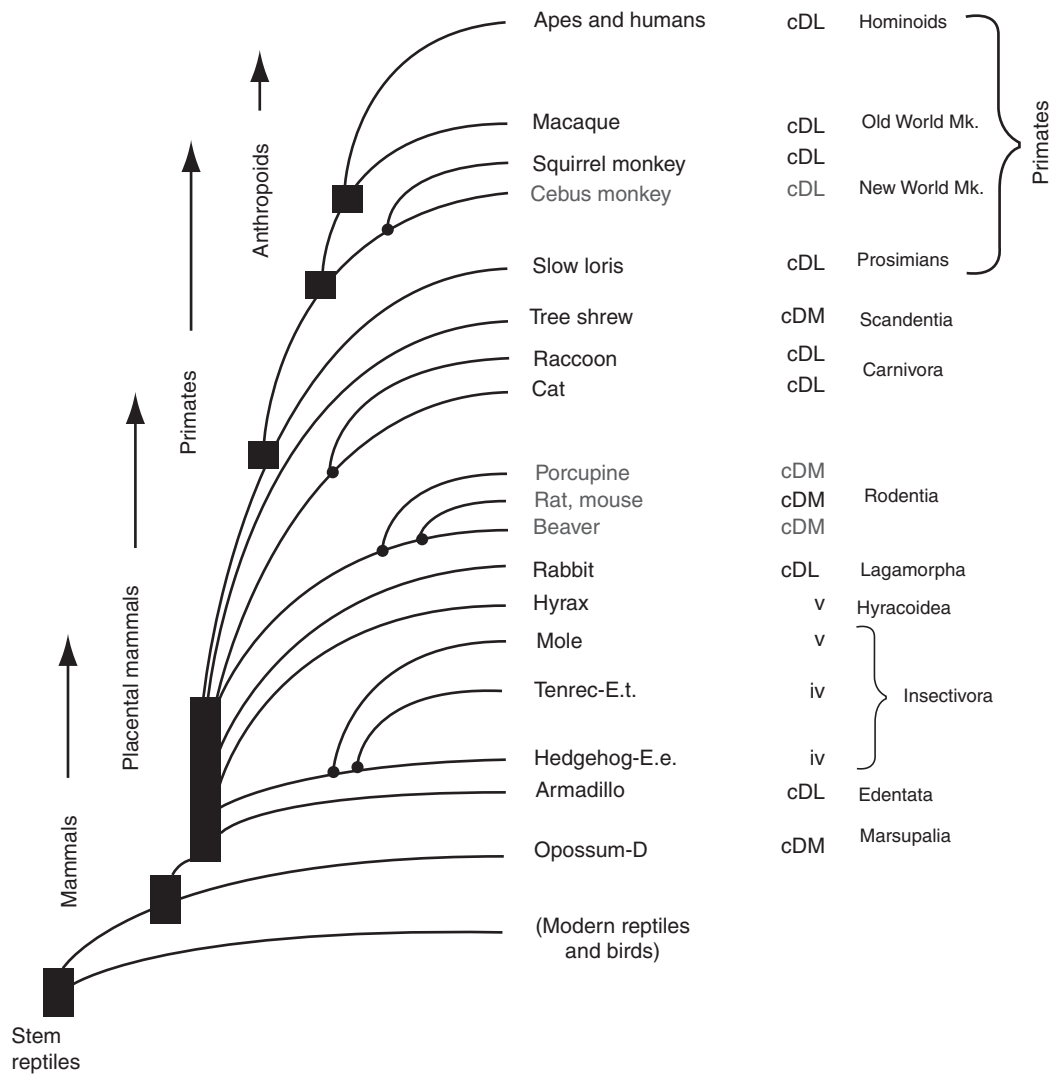 Apes and humans cDL Hominoids
Macaque cDL Old World Mk.
Squirrel monkey cDL
Cebus monkey cDL New World Mk.
Slow loris cDL Prosimians
Primates
Tree shrew cDM Scandentia
Raccoon cDL
Carnivora
Cat cDL
Porcupine cDM
Rat, mouse cDM Rodentia
Beaver cDM
Rabbit cDL Lagamorpha
Hyrax v Hyracoidea
Mole v
Tenrec-E.t. iv Insectivora
Hedgehog-E.e. iv
Armadillo cDL Edentata
Opossum-D cDM Marsupalia
(Modern reptiles
and birds)
Anthropoids
Primates
Placental mammals
Mammals
Stem
reptiles